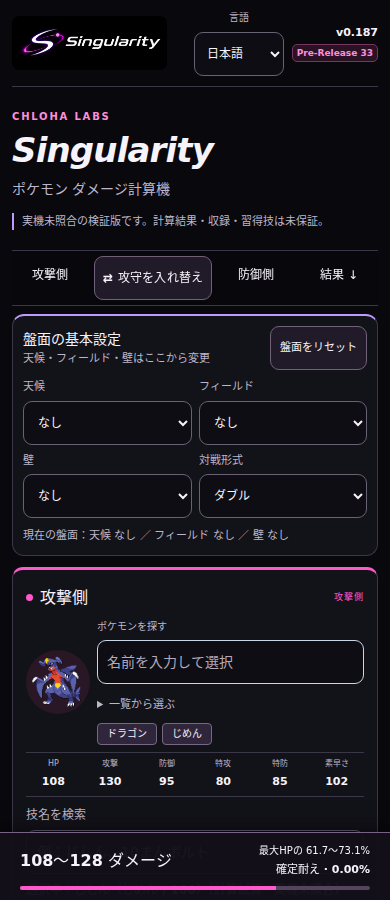 言語
Singularity
日本語
v0.187
Pre-Release 33
CHLOHA LABS
Singularity
ポケモン ダメージ計算機
実機未照合の検証版です。計算結果・収録・習得技は未保証。
攻撃側
⇄ 攻守を入れ替え
防御側
結果 ↓
盤面の基本設定
天候・フィールド・壁はここから変更
盤面をリセット
天候
フィールド
なし
なし
壁
対戦形式
なし
ダブル
現在の盤面：天候 なし ／ フィールド なし ／ 壁 なし
攻撃側
攻撃側
ポケモンを探す
名前を入力して選択
▶ 一覧から選ぶ
ドラゴン
じめん
HP 攻撃 防御 特攻 特防 素早さ
108 130 95 80 85 102
技名を検索
108〜128 ダメージ
最大HPの 61.7〜73.1%
確定耐え・0.00%